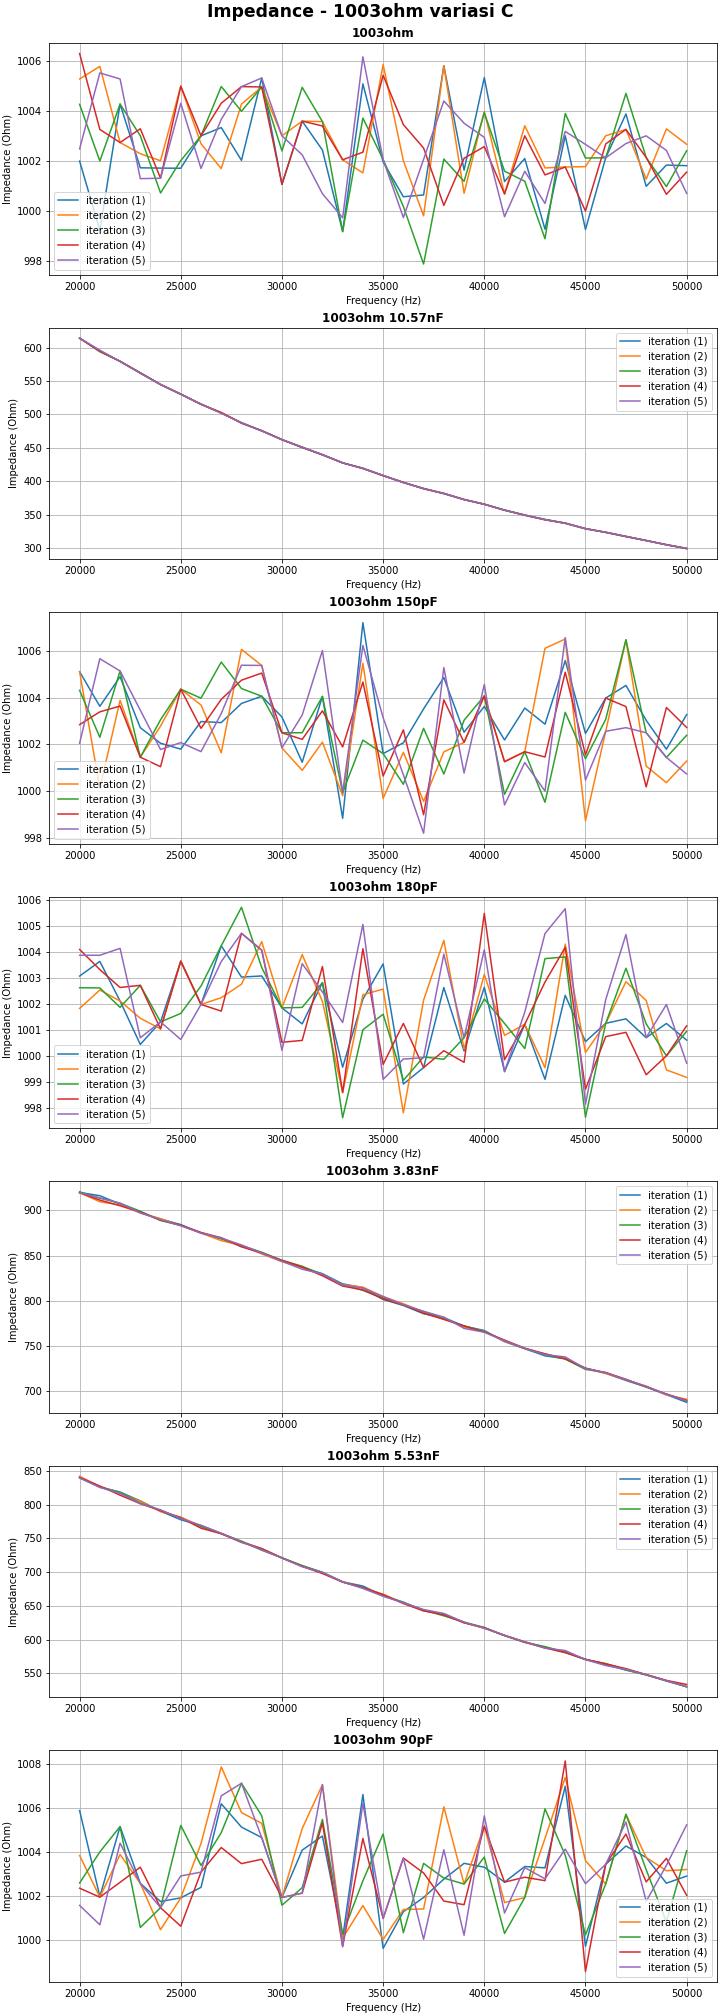 Impedance - 1003ohm variasi C
1003ohm
Impedance (Ohm)
1006
1004
1002
1000
998
iteration (1)
iteration (2)
iteration (3)
iteration (4)
iteration (5)
20000 25000 30000 35000 40000 45000 50000
Frequency (Hz)
1003ohm 10.57nF
Impedance (Ohm)
600
550
500
450
400
350
300
iteration (1)
iteration (2)
iteration (3)
iteration (4)
iteration (5)
20000 25000 30000 35000 40000 45000 50000
Frequency (Hz)
1003ohm 150pF
Impedance (Ohm)
1006
1004
1002
1000
998
iteration (1)
iteration (2)
iteration (3)
iteration (4)
iteration (5)
20000 25000 30000 35000 40000 45000 50000
Frequency (Hz)
1003ohm 180pF
Impedance (Ohm)
1006
1005
1004
1003
1002
1001
1000
999
998
iteration (1)
iteration (2)
iteration (3)
iteration (4)
iteration (5)
20000 25000 30000 35000 40000 45000 50000
Frequency (Hz)
1003ohm 3.83nF
Impedance (Ohm)
900
850
800
750
700
iteration (1)
iteration (2)
iteration (3)
iteration (4)
iteration (5)
20000 25000 30000 35000 40000 45000 50000
Frequency (Hz)
1003ohm 5.53nF
Impedance (Ohm)
850
800
750
700
650
600
550
iteration (1)
iteration (2)
iteration (3)
iteration (4)
iteration (5)
20000 25000 30000 35000 40000 45000 50000
Frequency (Hz)
1003ohm 90pF
Impedance (Ohm)
1008
1006
1004
1002
1000
iteration (1)
iteration (2)
iteration (3)
iteration (4)
iteration (5)
20000 25000 30000 35000 40000 45000 50000
Frequency (Hz)